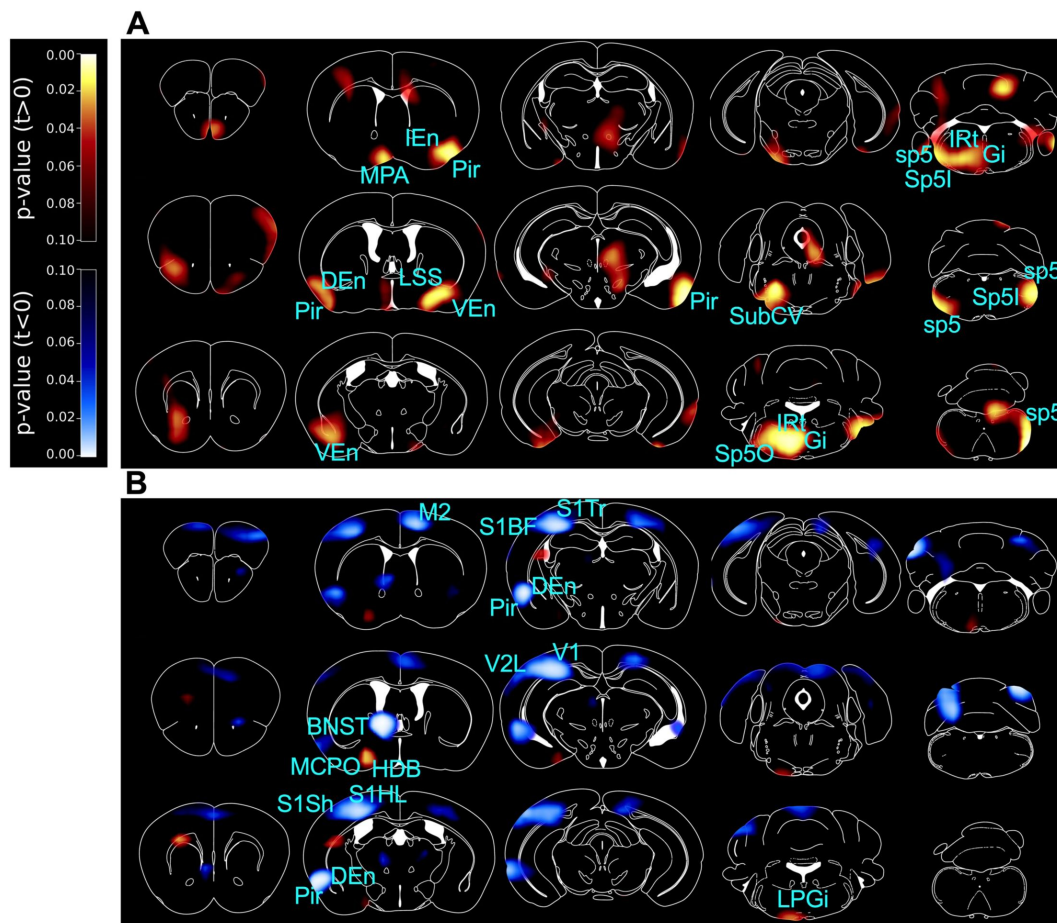 A
0.00
0.02
0.04
0.06
0.08
0.10
p-value (t>0)
0.10
0.08
0.06
0.04
0.02
0.00
p-value (t<0)
IEn
MPA
Pir
IRt
sp5
Gi
Sp5I
DEn
LSS
Pir
VEn
Pir
SubCV
sp5
Sp5I
sp5
VEn
IRt
Gi
Sp5O
sp5
B
M2
S1Tr
S1BF
DEn
Pir
V1
V2L
BNST
MCPO
HDB
S1HL
S1Sh
DEn
Pir
LPGi